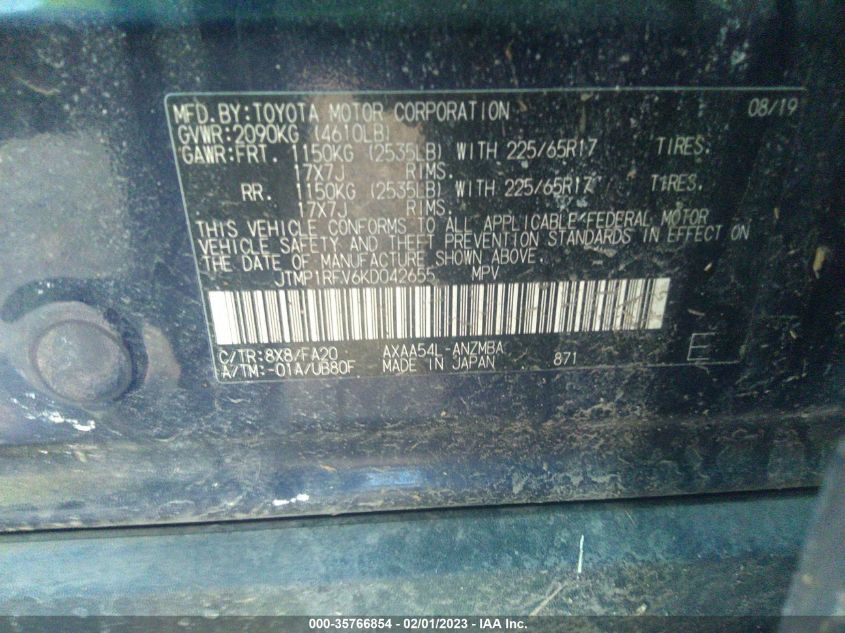 MFD.BY:TOYOTA MOTOR CORPORATION 08/19
GVWR:2090KG (4610LB)
GAWR:FRT. 1150KG (2535LB) WITH 225/65R17 TIRES.
17X7J RIMS.
RR. 1150KG (2535LB) WITH 225/65R17 TIRES.
17X7J RIMS.
THIS VEHICLE CONFORMS TO ALL APPLICABLE FEDERAL MOTOR
VEHICLE SAFETY AND THEFT PREVENTION STANDARDS IN EFFECT ON
THE DATE OF MANUFACTURE SHOWN ABOVE.
JTMP1RFV6KD042655 MPV
C/TR:8X8/FA20 AXAA54L-ANZMBA
A/TM:-01A/UB80F MADE IN JAPAN 871 E
000-35766854 — 02/01/2023 — IAA Inc.